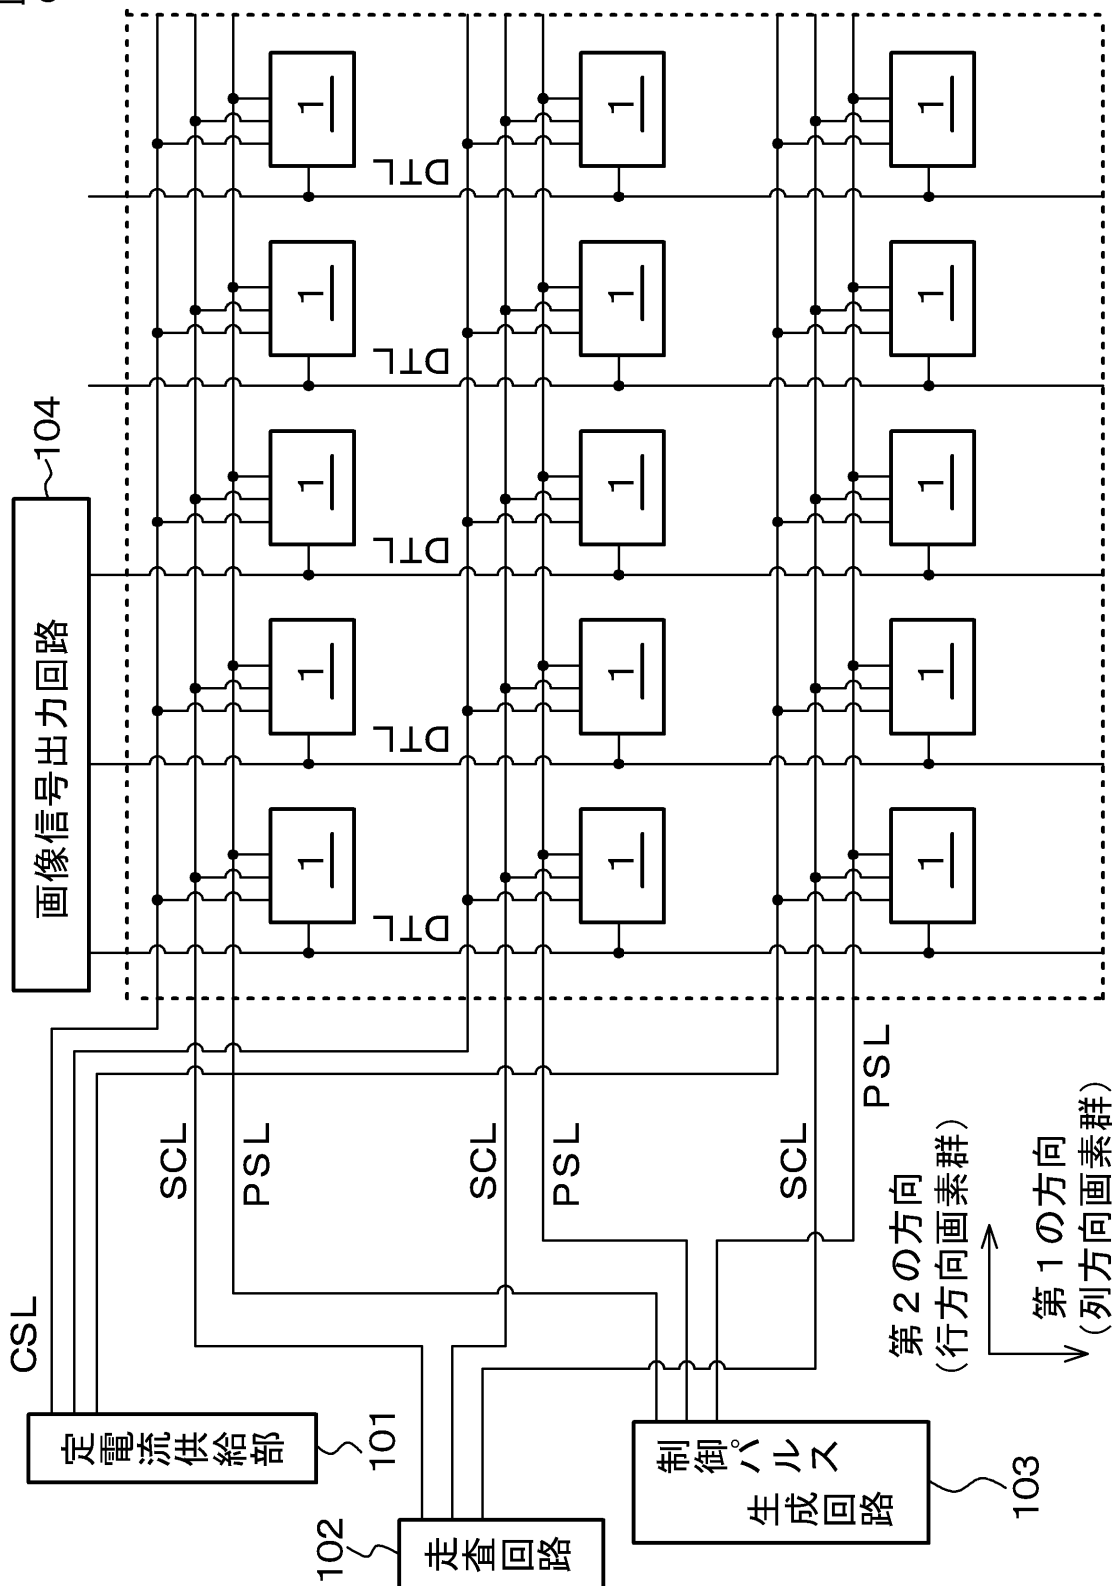 画像信号出力回路
104
1 1 1 1 1
DTL DTL DTL DTL DTL
1 1 1 1 1
1 1 1 1 1
CSL
SCL
PSL
SCL
PSL
SCL
PSL
定電流供給部
101
102
走査回路
制御パルス
生成回路
103
第2の方向
(行方向画素群)
第1の方向
(列方向画素群)